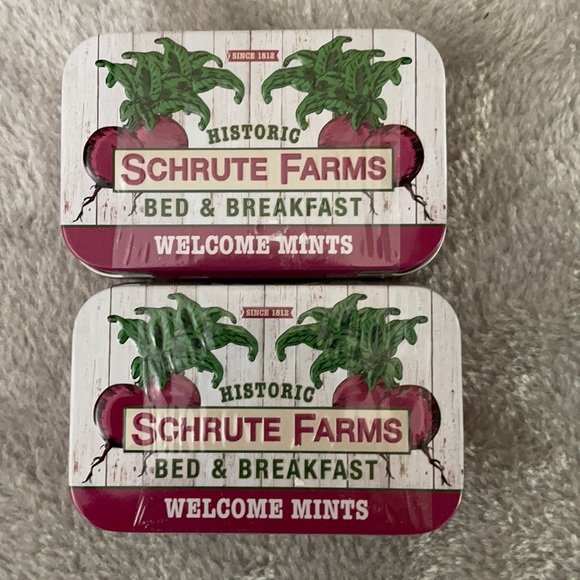 SINCE 1812
HISTORIC
SCHRUTE FARMS
BED & BREAKFAST
WELCOME MINTS
SINCE 1812
HISTORIC
SCHRUTE FARMS
BED & BREAKFAST
WELCOME MINTS